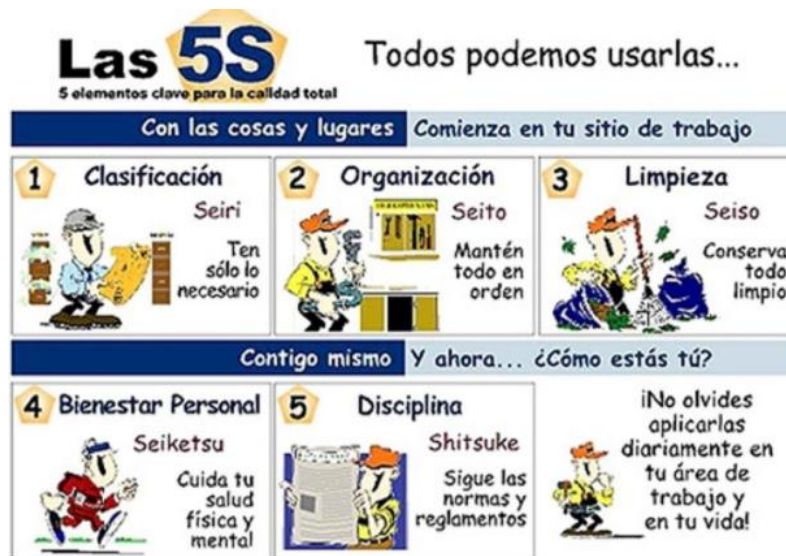 Las 5S
5 elementos clave para la calidad total
Todos podemos usarlas...
Con las cosas y lugares
Comienza en tu sitio de trabajo
1 Clasificación
Seiri
Ten
sólo lo
necesario
2 Organización
Seito
Mantén
todo en
orden
3 Limpieza
Seiso
Conserva
todo
limpio
Contigo mismo
Y ahora... ¿Cómo estás tú?
4 Bienestar Personal
Seiketsu
Cuida tu
salud
física y
mental
5 Disciplina
Shitsuke
Sigue las
normas y
reglamentos
¡No olvides
aplicarlas
diariamente en
tu área de
trabajo y
en tu vida!